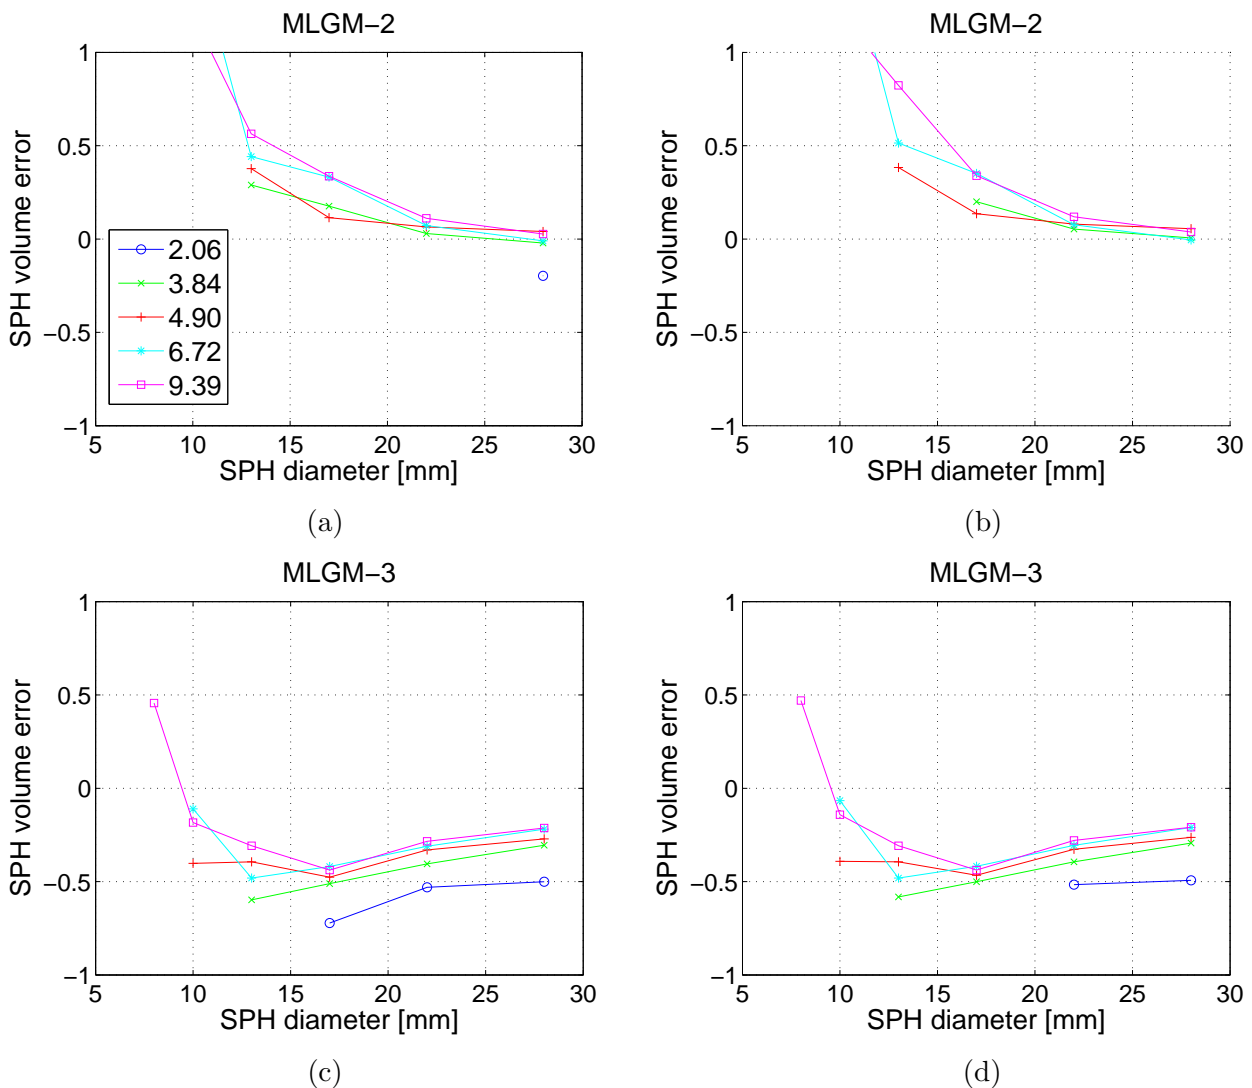 MLGM−2
1
0.5
0
−0.5
−1
SPH volume error
2.06
3.84
4.90
6.72
9.39
5 10 15 20 25 30
SPH diameter [mm]
(a)
MLGM−2
1
0.5
0
−0.5
−1
SPH volume error
5 10 15 20 25 30
SPH diameter [mm]
(b)
MLGM−3
1
0.5
0
−0.5
−1
SPH volume error
5 10 15 20 25 30
SPH diameter [mm]
(c)
MLGM−3
1
0.5
0
−0.5
−1
SPH volume error
5 10 15 20 25 30
SPH diameter [mm]
(d)